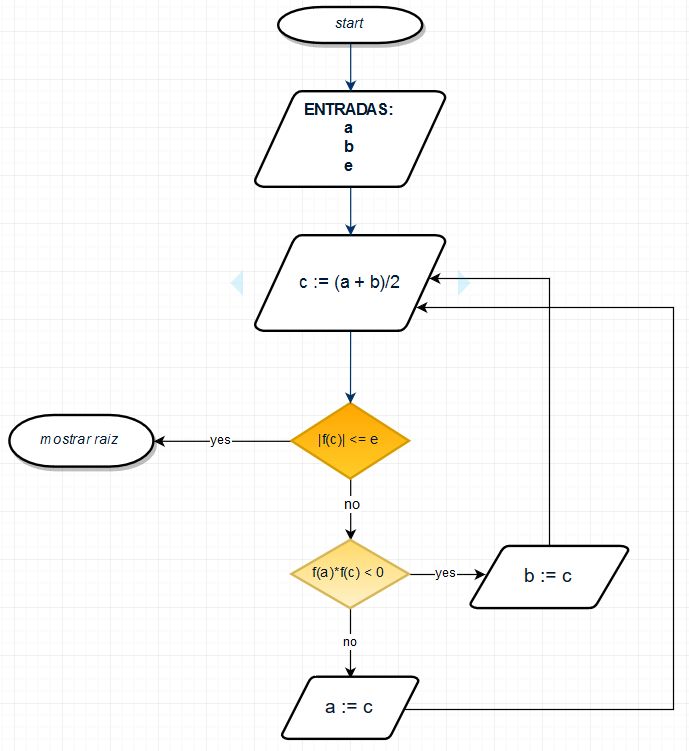 start
ENTRADAS:
a
b
e
c := (a + b)/2
|f(c)| <= e
yes
mostrar raiz
no
f(a)*f(c) < 0
yes
b := c
no
a := c